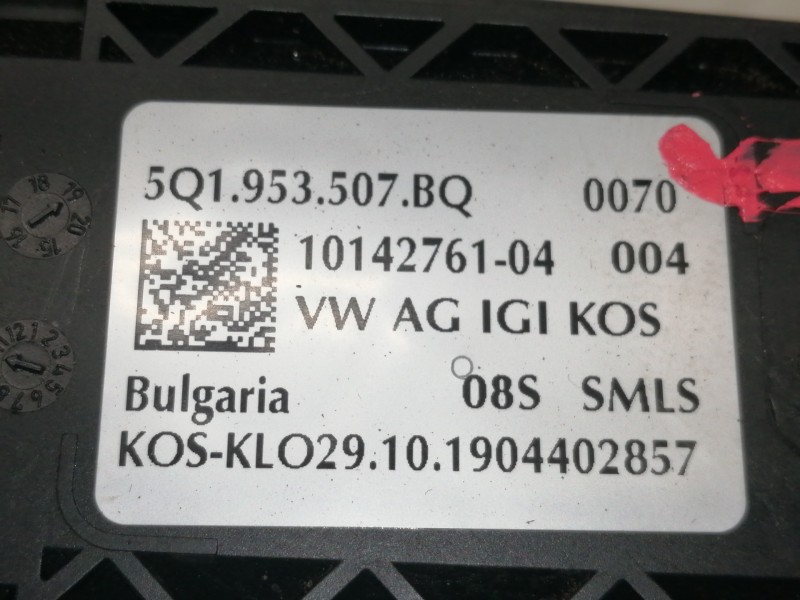 5Q1.953.507.BQ 0070
10142761-04 004
VW AG IGI KOS
Bulgaria 08S SMLS
KOS-KLO29.10.1904402857